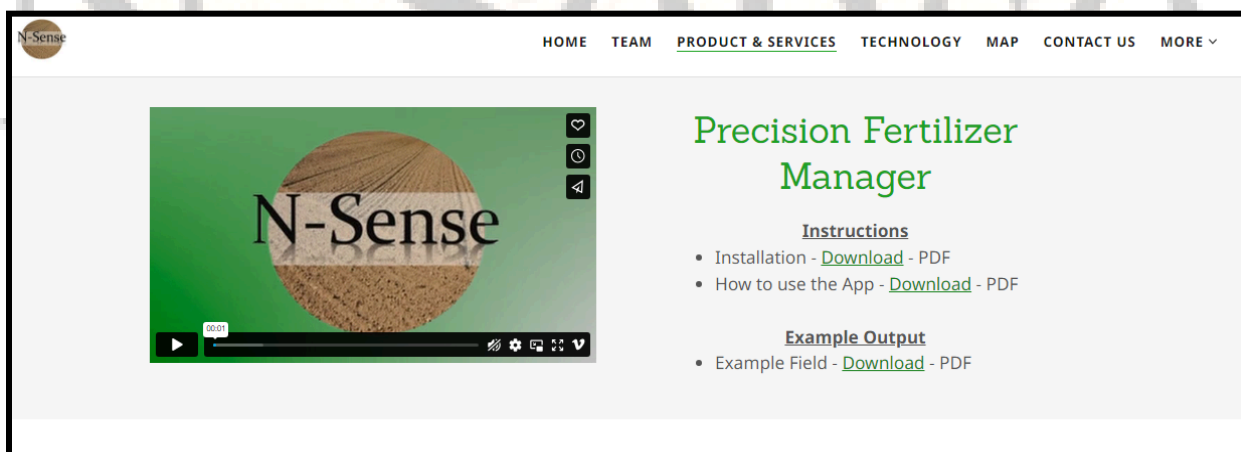 N-Sense
HOME TEAM PRODUCT & SERVICES TECHNOLOGY MAP CONTACT US MORE
N-Sense
00:01
Precision Fertilizer
Manager
Instructions
Installation - Download - PDF
How to use the App - Download - PDF
Example Output
Example Field - Download - PDF